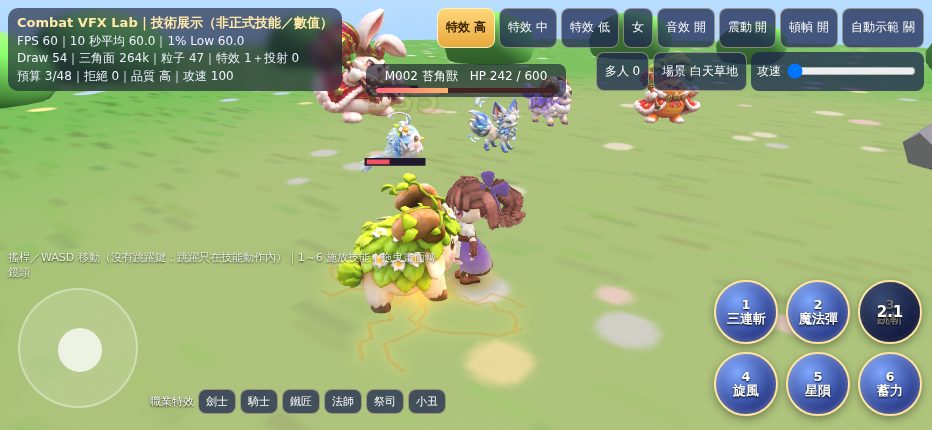 Combat VFX Lab｜技術展示（非正式技能／數值）
FPS 60｜10 秒平均 60.0｜1% Low 60.0
Draw 54｜三角面 264k｜粒子 47｜特效 1＋投射 0
預算 3/48｜拒絕 0｜品質 高｜攻速 100
特效 高
特效 中
特效 低
女
音效 開
震動 開
頓幀 開
自動示範 關
多人 0
場景 白天草地
攻速
M002 苔角獸 HP 242 / 600
搖桿／WASD 移動（沒有跳躍鍵；跳躍只在技能動作內）｜1～6 施放技能
鏡頭
1
三連斬
2
魔法彈
2.1
4
旋風
5
星隕
6
蓄力
職業特效
劍士
騎士
鐵匠
法師
祭司
小丑